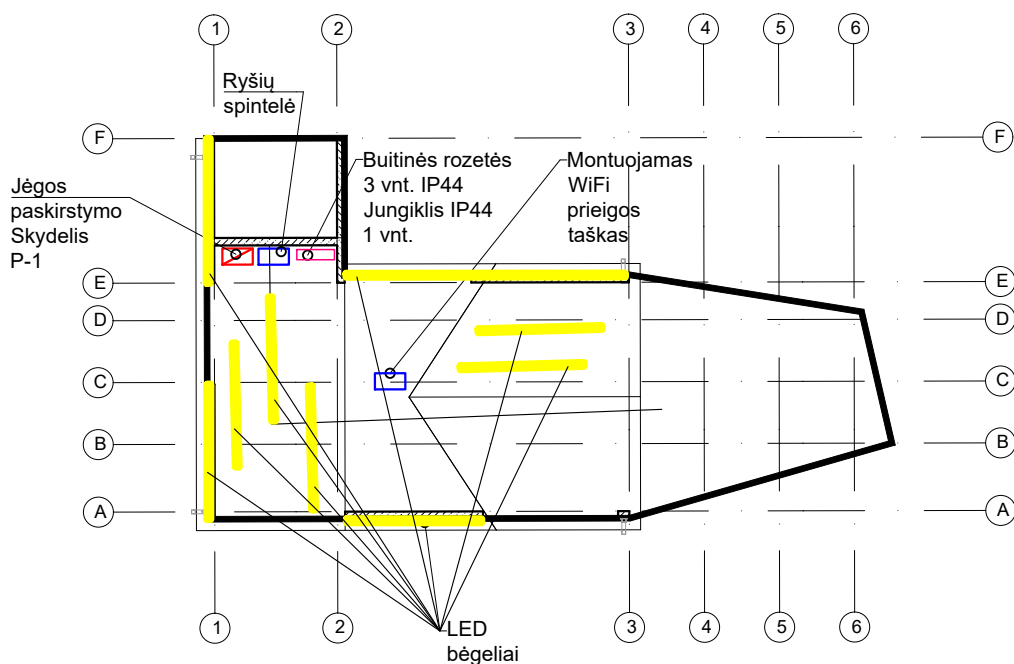 1 2 3 4 5 6
Ryšių
spintelė
F F
Buitinės rozetės
3 vnt. IP44
Jungiklis IP44
1 vnt.
Montuojamas
WiFi
prieigos
taškas
Jėgos
paskirstymo
Skydelis
P-1
E E
D D
C C
B B
A A
1 2 3 4 5 6
LED
bėgeliai